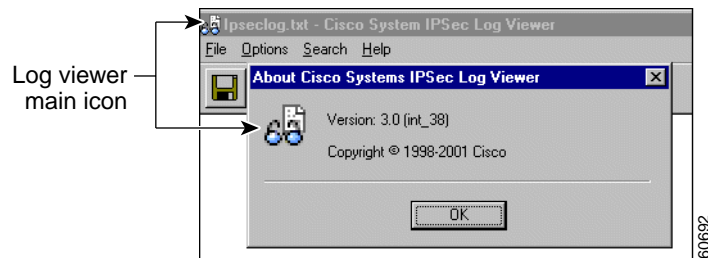 Ipseclog.txt - Cisco System IPSec Log Viewer
File Options Search Help
Log viewer
main icon
About Cisco Systems IPSec Log Viewer
Version: 3.0 (int_38)
Copyright © 1998-2001 Cisco
OK
60692